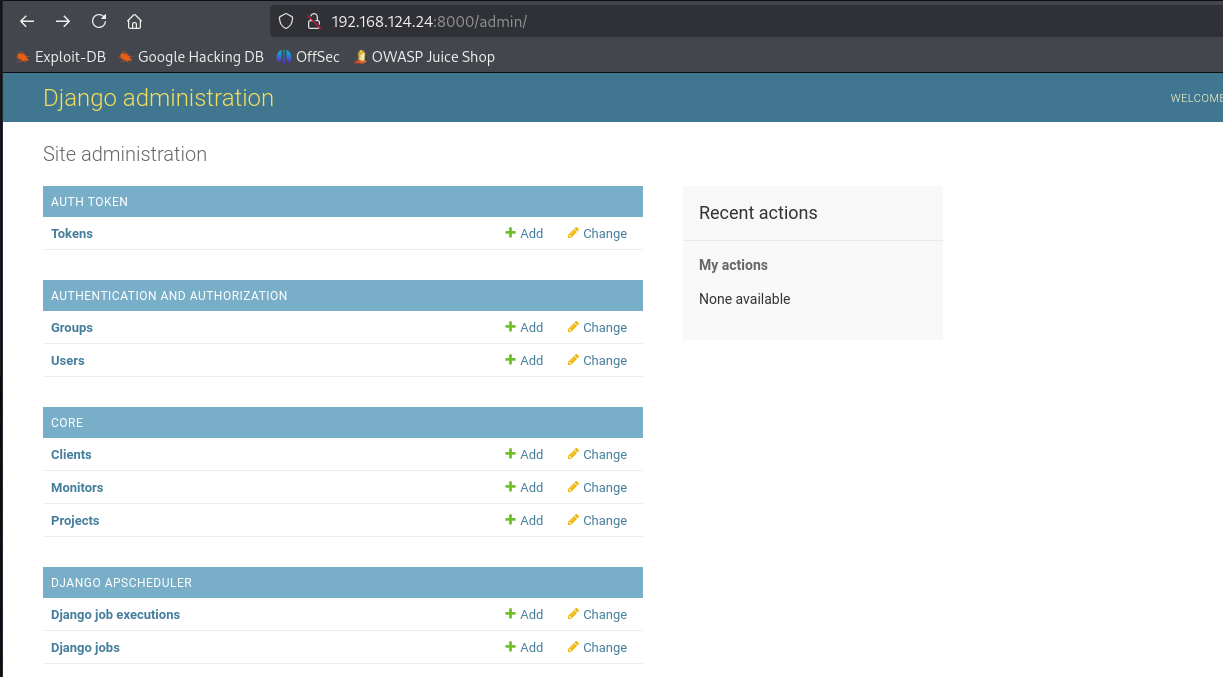 192.168.124.24:8000/admin/
Exploit-DB Google Hacking DB OffSec OWASP Juice Shop
Django administration
WELCOME
Site administration
AUTH TOKEN
Tokens Add Change
AUTHENTICATION AND AUTHORIZATION
Groups Add Change
Users Add Change
CORE
Clients Add Change
Monitors Add Change
Projects Add Change
DJANGO APSCHEDULER
Django job executions Add Change
Django jobs Add Change
Recent actions
My actions
None available